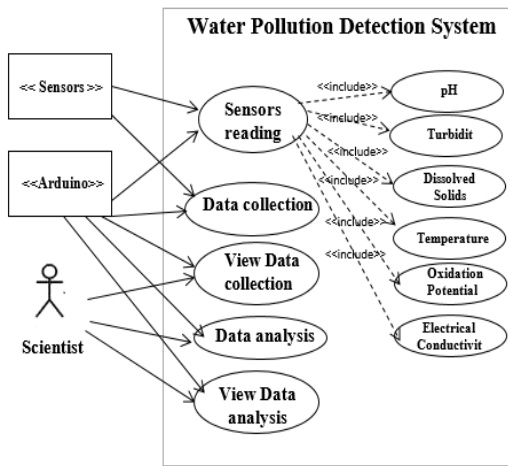 Water Pollution Detection System
<< Sensors >>
<<Arduino>>
Scientist
Sensors
reading
Data collection
View Data
collection
Data analysis
View Data
analysis
<<include>>
<<include>>
<<include>>
<<include>>
<<include>>
<<include>>
pH
Turbidit
Dissolved
Solids
Temperature
Oxidation
Potential
Electrical
Conductivit